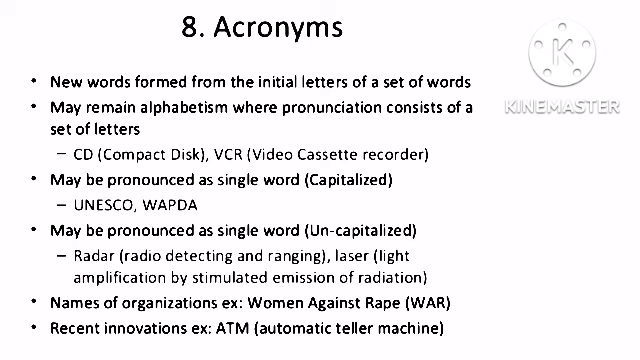 8. Acronyms
• New words formed from the initial letters of a set of words
• May remain alphabetism where pronunciation consists of a
set of letters
– CD (Compact Disk), VCR (Video Cassette recorder)
• May be pronounced as single word (Capitalized)
– UNESCO, WAPDA
• May be pronounced as single word (Un-capitalized)
– Radar (radio detecting and ranging), laser (light
amplification by stimulated emission of radiation)
• Names of organizations ex: Women Against Rape (WAR)
• Recent innovations ex: ATM (automatic teller machine)
K
KINEMASTER